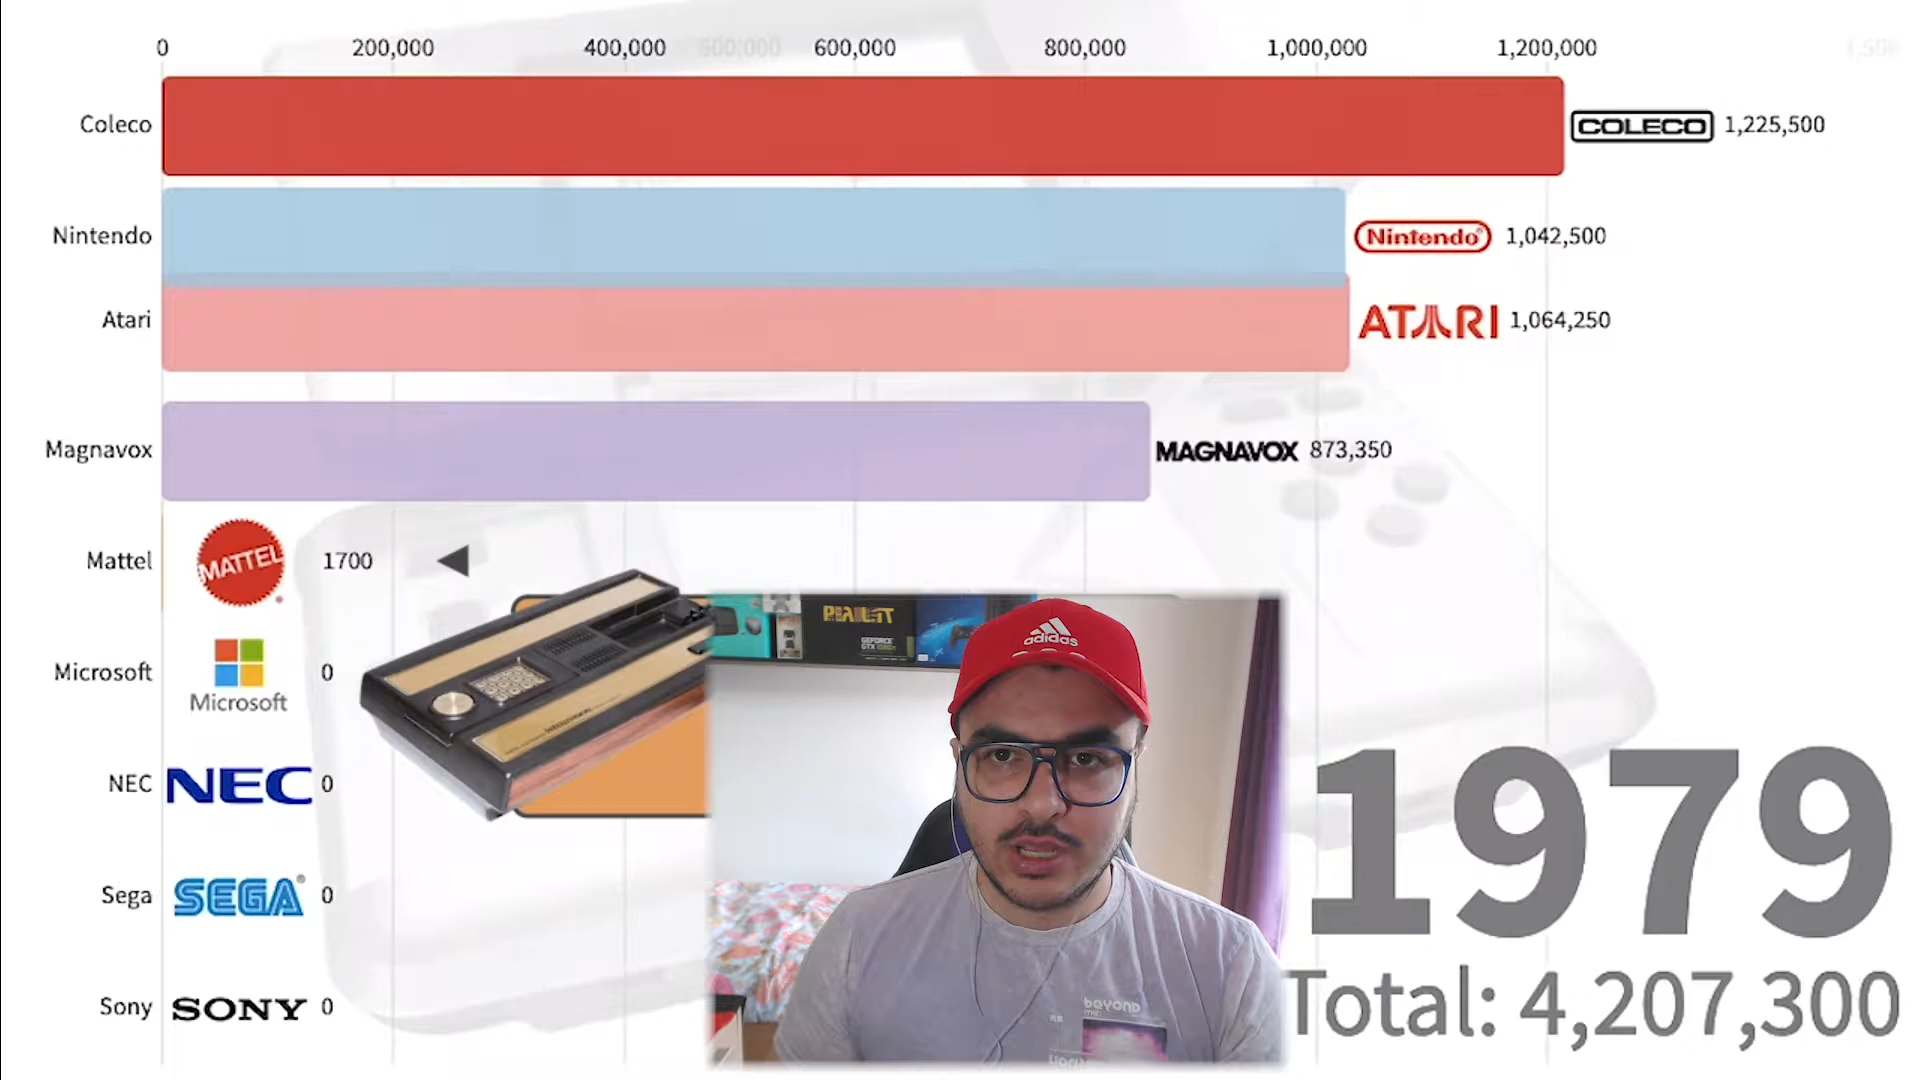 0 200,000 400,000 600,000 800,000 1,000,000 1,200,000
Coleco COLECO 1,225,500
Nintendo Nintendo® 1,042,500
Atari ATARI 1,064,250
Magnavox MAGNAVOX 873,350
Mattel MATTEL 1700
Microsoft Microsoft 0
NEC NEC 0
Sega SEGA® 0
Sony SONY 0
adidas
GEFORCE
beyond
1979
Total: 4,207,300